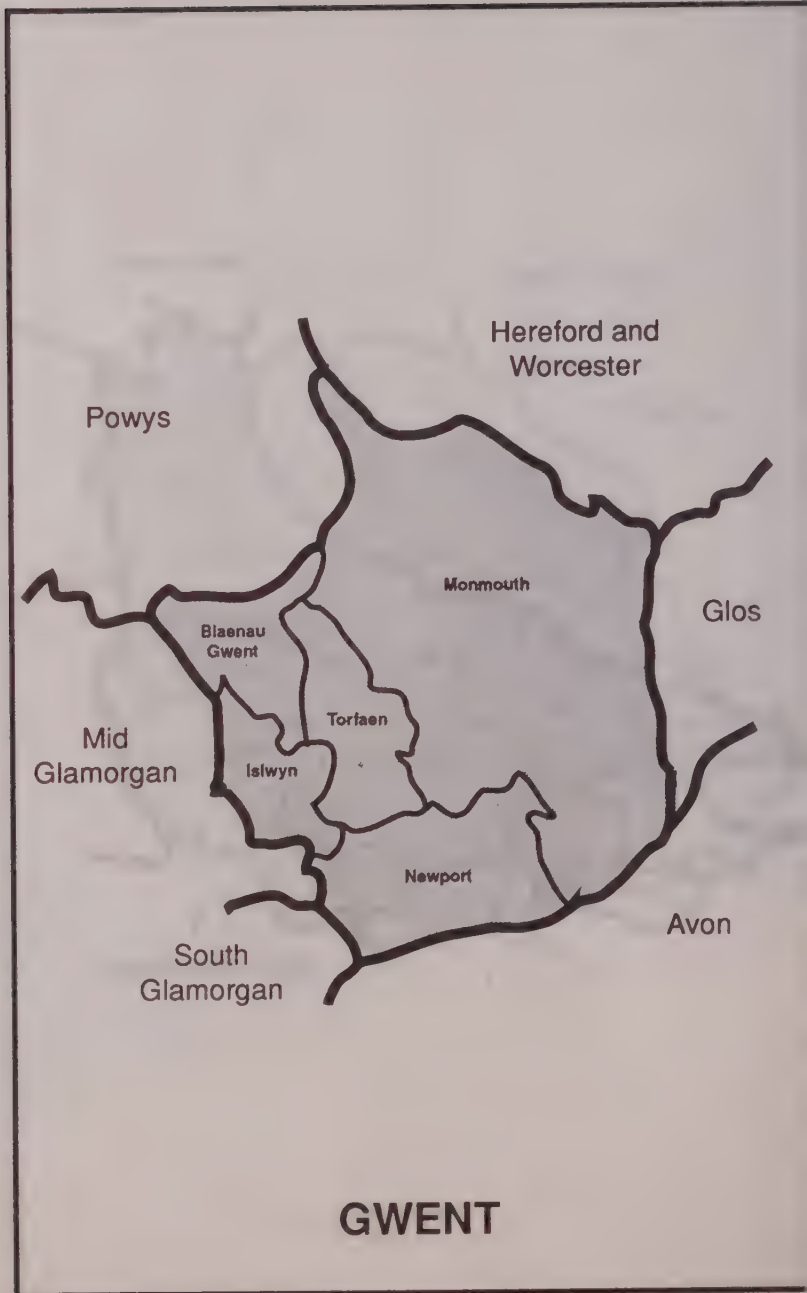 Hereford and
Worcester
Powys
Monmouth
Glos
Blaenau
Gwent
Torfaen
Mid
Glamorgan
Islwyn
Newport
Avon
South
Glamorgan
GWENT